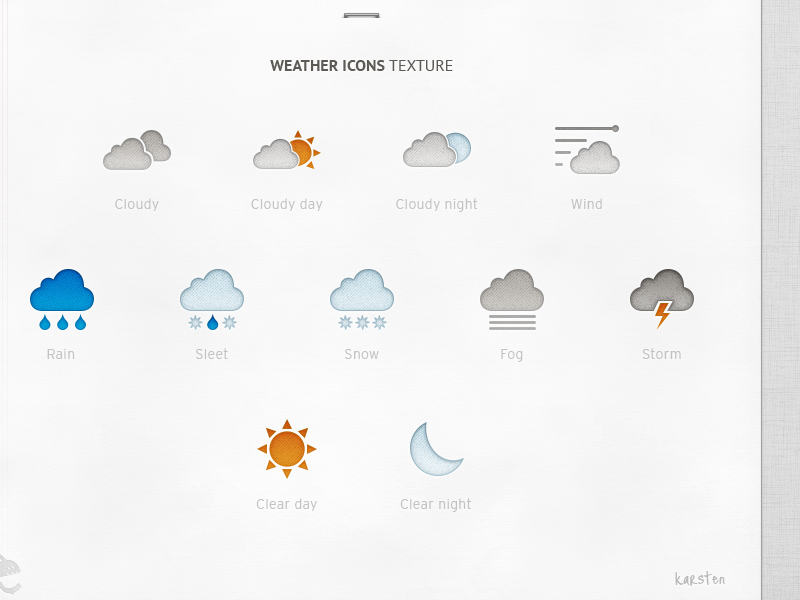 WEATHER ICONS TEXTURE
Cloudy
Cloudy day
Cloudy night
Wind
Rain
Sleet
Snow
Fog
Storm
Clear day
Clear night
karsten